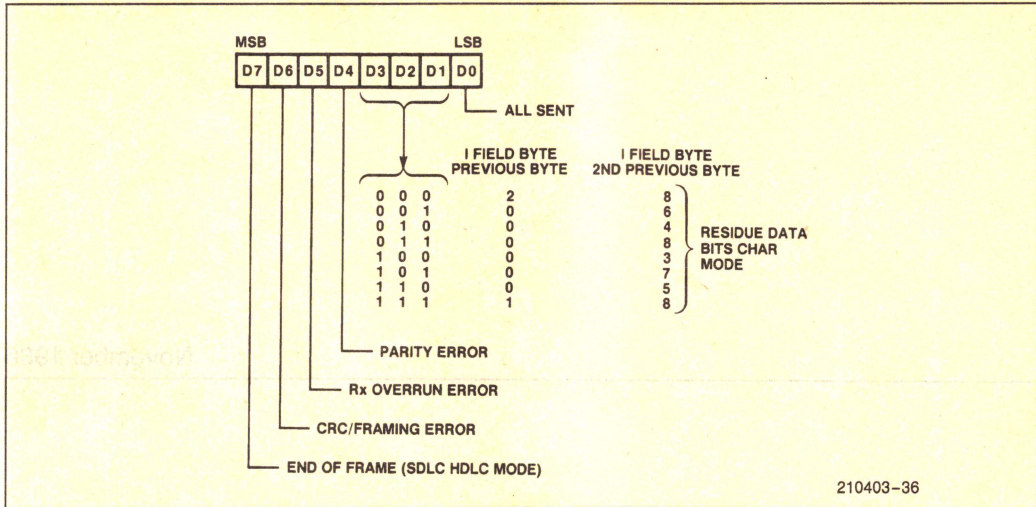 MSB LSB
D7 D6 D5 D4 D3 D2 D1 D0
ALL SENT
I FIELD BYTE
PREVIOUS BYTE
I FIELD BYTE
2ND PREVIOUS BYTE
0 0 0 2 8
0 0 1 0 6
0 1 0 0 4
0 1 1 0 8
1 0 0 0 3
1 0 1 0 7
1 1 0 0 5
1 1 1 1 8
RESIDUE DATA
BITS CHAR
MODE
PARITY ERROR
Rx OVERRUN ERROR
CRC/FRAMING ERROR
END OF FRAME (SDLC HDLC MODE)
210403-36